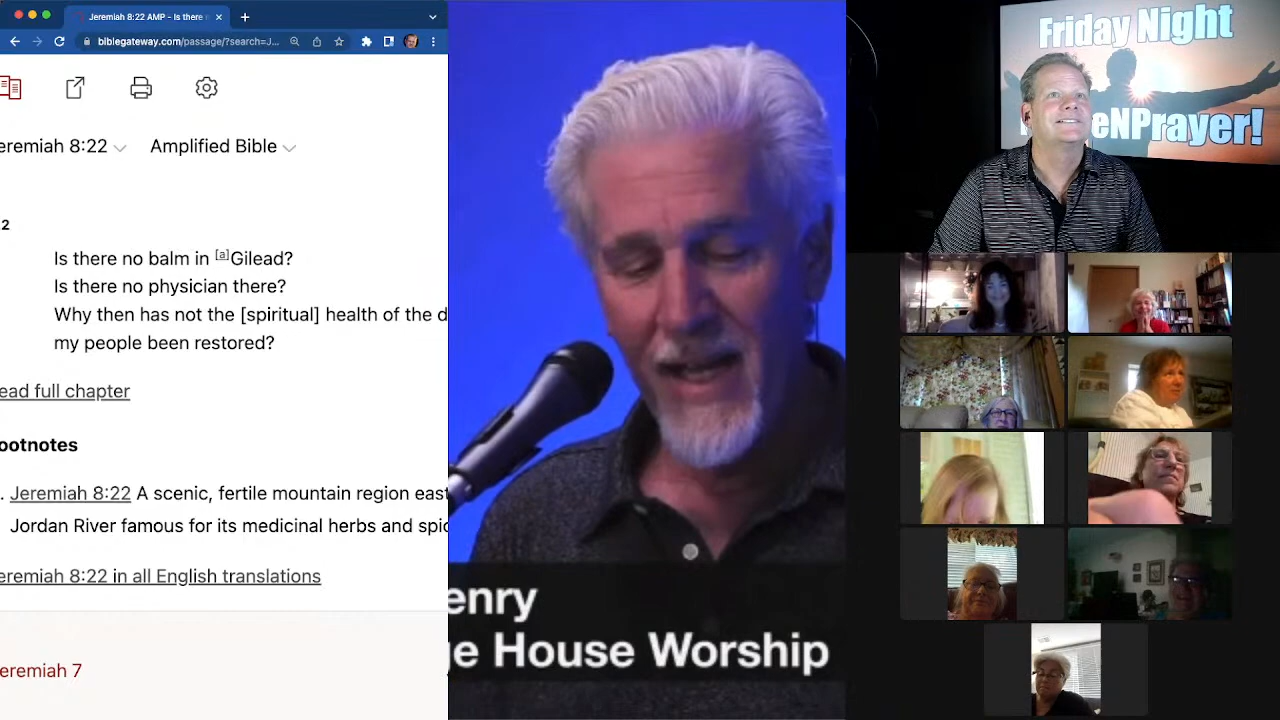 Jeremiah 8:22 AMP - Is there
biblegateway.com/passage/?search=J...
eremiah 8:22 Amplified Bible
2
Is there no balm in [a]Gilead?
Is there no physician there?
Why then has not the [spiritual] health of the d
my people been restored?
ead full chapter
ootnotes
. Jeremiah 8:22 A scenic, fertile mountain region east
Jordan River famous for its medicinal herbs and spic
eremiah 8:22 in all English translations
eremiah 7
enry
ge House Worship
Friday Night
eNPrayer!